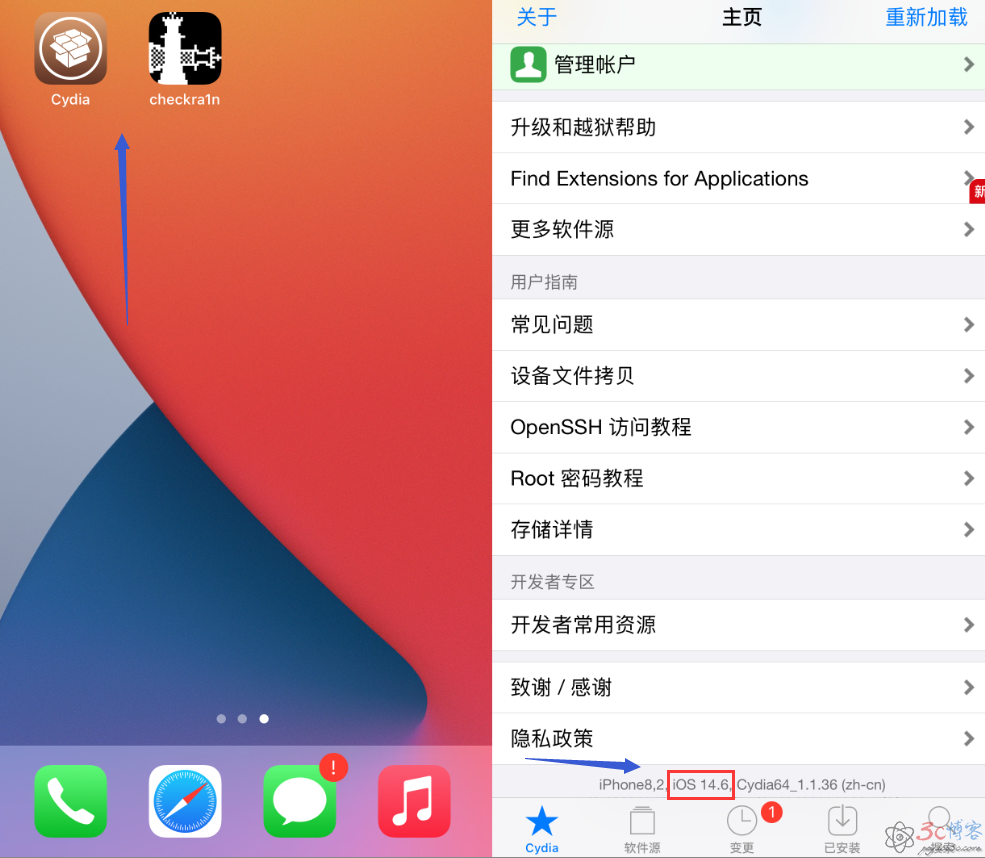 Cydia
checkra1n
!
关于
主页
重新加载
管理帐户
升级和越狱帮助
Find Extensions for Applications
新
更多软件源
用户指南
常见问题
设备文件拷贝
OpenSSH 访问教程
Root 密码教程
存储详情
开发者专区
开发者常用资源
致谢 / 感谢
隐私政策
iPhone8,2, iOS 14.6, Cydia64_1.1.36 (zh-cn)
1
Cydia
软件源
变更
已安装
搜索
3c博客